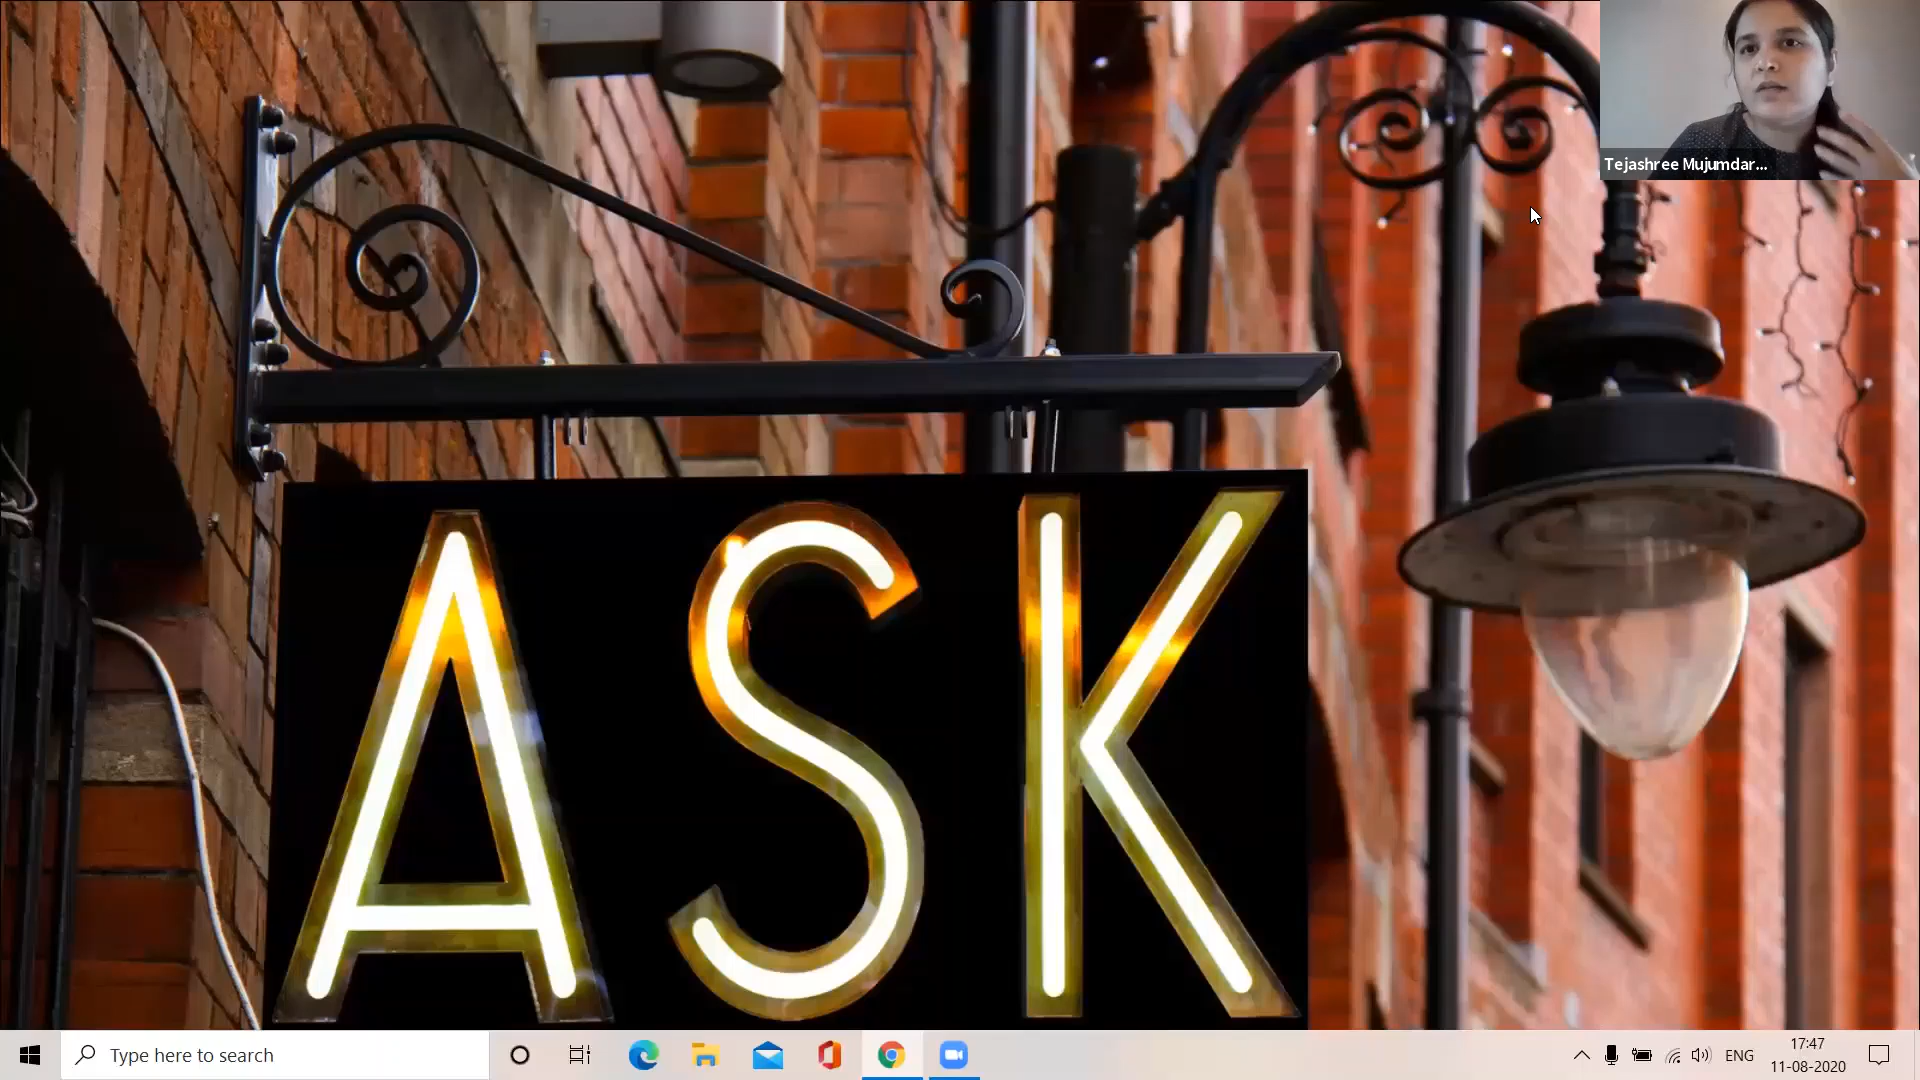 Tejashree Mujumdar...
ASK
Type here to search
ENG
17:47
11-08-2020